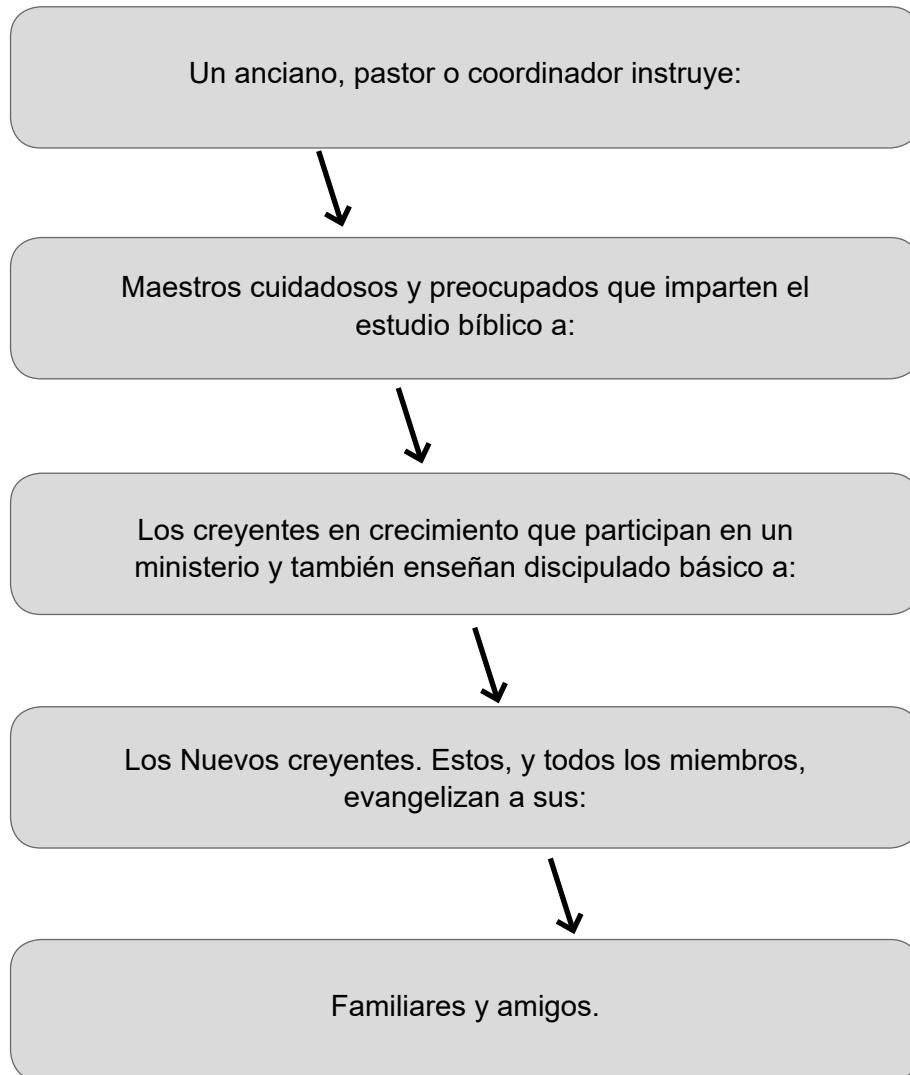 Un anciano, pastor o coordinador instruye:
Maestros cuidadosos y preocupados que imparten el
estudio bíblico a:
Los creyentes en crecimiento que participan en un
ministerio y también enseñan discipulado básico a:
Los Nuevos creyentes. Estos, y todos los miembros,
evangelizan a sus:
Familiares y amigos.